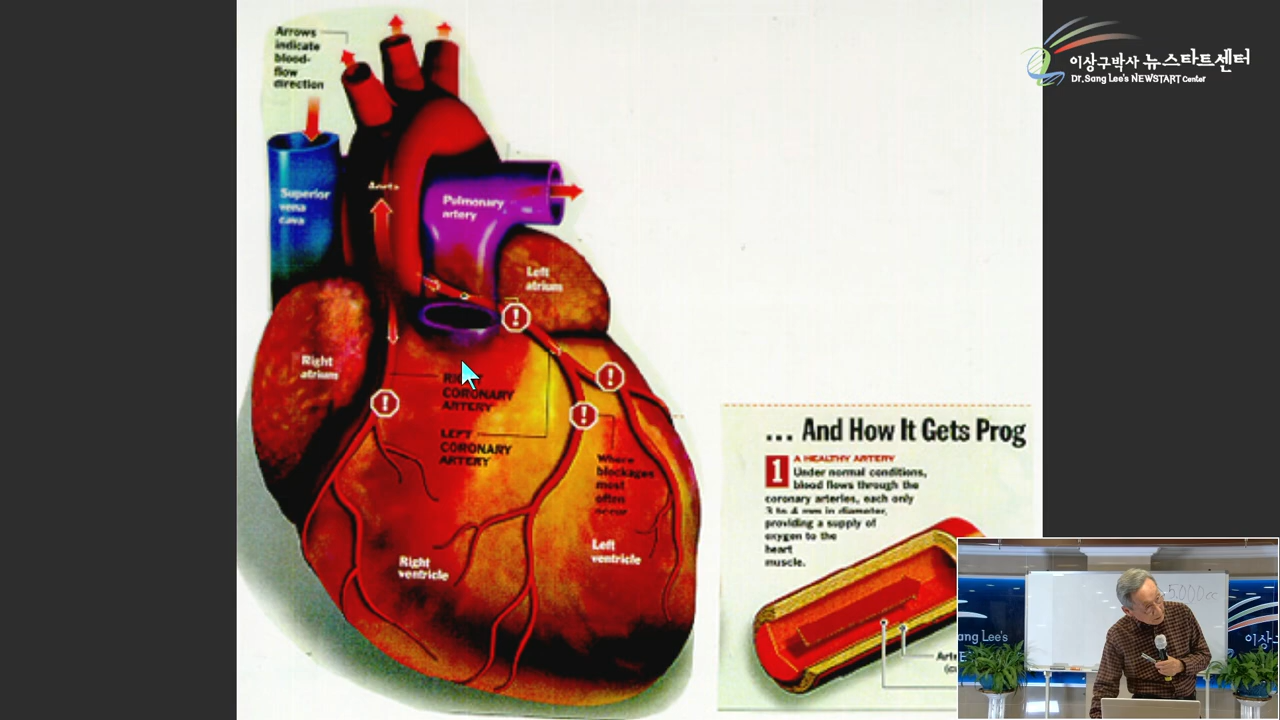 Arrows
indicate
blood-
flow
direction
이상구박사 뉴스타트센터
Dr. Sang Lee's NEWSTART Center
Superior
vena
cava
Aorta
Pulmonary
artery
Left
atrium
Right
atrium
RIGHT
CORONARY
ARTERY
LEFT
CORONARY
ARTERY
Where
blockages
most
often
occur
Right
ventricle
Left
ventricle
... And How It Gets Prog
1
A HEALTHY ARTERY
Under normal conditions,
blood flows through the
coronary arteries, each only
3 to 4 mm in diameter,
providing a supply of
oxygen to the
heart
muscle.
5.000cc
ang Lee's
이상